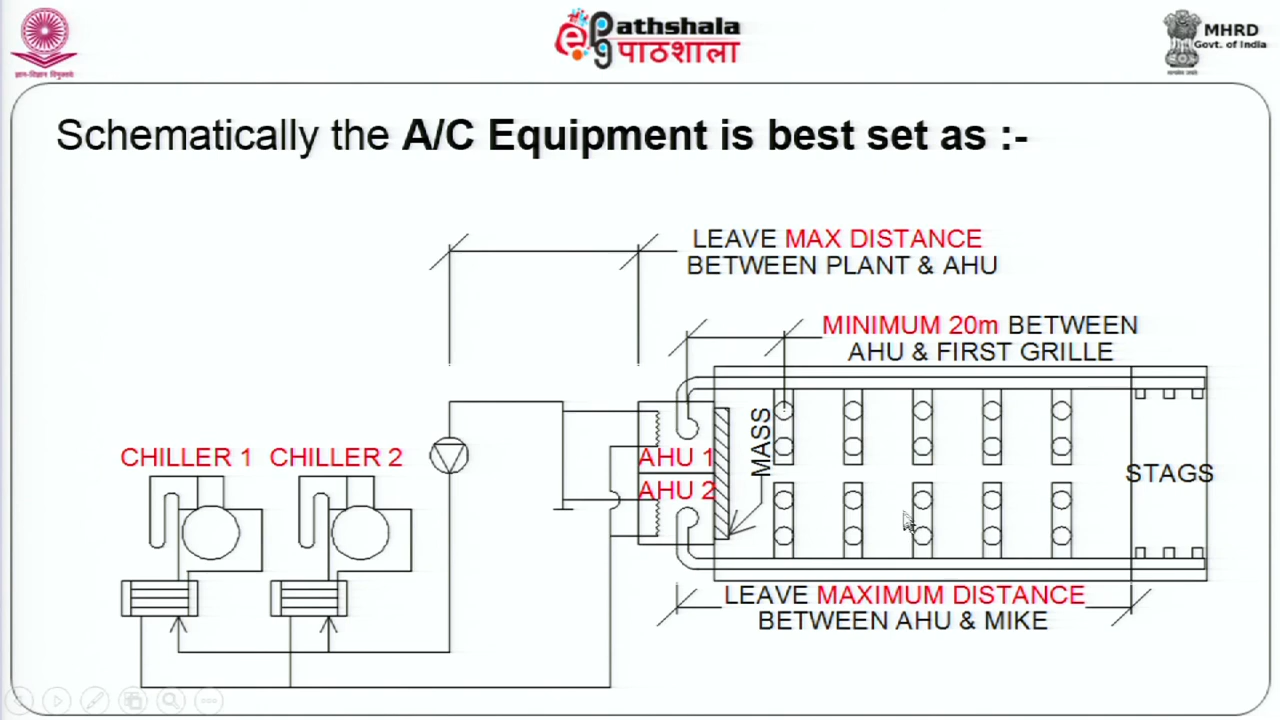 ज्ञान-विज्ञान विमुक्तये
ePathshala
पाठशाला
MHRD
Govt. of India
Schematically the A/C Equipment is best set as :-
LEAVE MAX DISTANCE
BETWEEN PLANT & AHU
MINIMUM 20m BETWEEN
AHU & FIRST GRILLE
CHILLER 1
CHILLER 2
AHU 1
AHU 2
MASS
STAGS
LEAVE MAXIMUM DISTANCE
BETWEEN AHU & MIKE